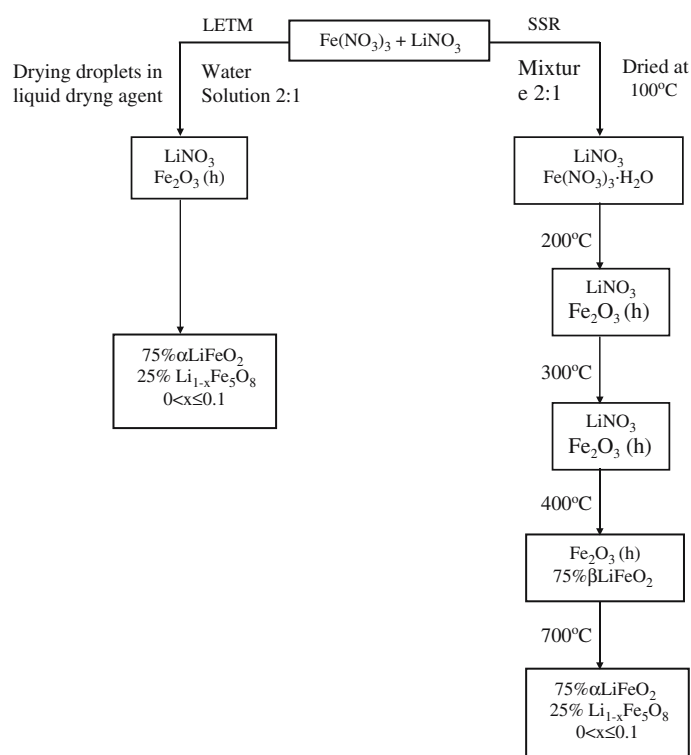 LETM
Fe(NO₃)₃ + LiNO₃
SSR
Drying droplets in
liquid dryng agent
Water
Solution 2:1
Mixtur
e 2:1
Dried at
100°C
LiNO₃
Fe₂O₃ (h)
LiNO₃
Fe(NO₃)₃·H₂O
200°C
LiNO₃
Fe₂O₃ (h)
75%αLiFeO₂
25% Li₁₋ₓFe₅O₈
0<x≤0.1
300°C
LiNO₃
Fe₂O₃ (h)
400°C
Fe₂O₃ (h)
75%βLiFeO₂
700°C
75%αLiFeO₂
25% Li₁₋ₓFe₅O₈
0<x≤0.1